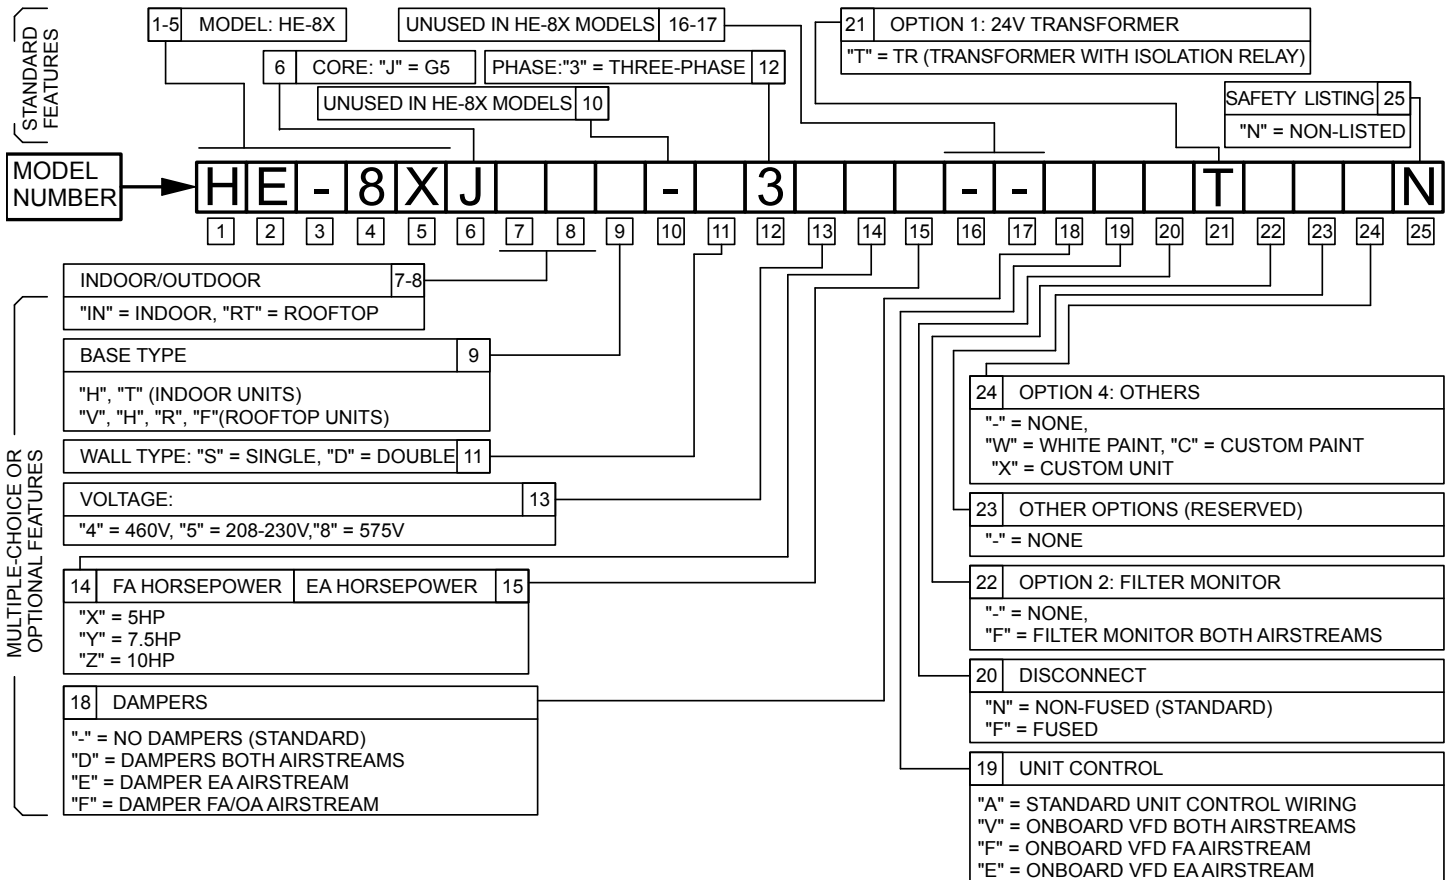 STANDARD
FEATURES
1-5 MODEL: HE-8X
UNUSED IN HE-8X MODELS 16-17
21 OPTION 1: 24V TRANSFORMER
"T" = TR (TRANSFORMER WITH ISOLATION RELAY)
6 CORE: "J" = G5
PHASE:"3" = THREE-PHASE 12
UNUSED IN HE-8X MODELS 10
SAFETY LISTING 25
"N" = NON-LISTED
MODEL
NUMBER
H E - 8 X J - 3 - - T N
1 2 3 4 5 6 7 8 9 10 11 12 13 14 15 16 17 18 19 20 21 22 23 24 25
MULTIPLE-CHOICE OR
OPTIONAL FEATURES
INDOOR/OUTDOOR 7-8
"IN" = INDOOR, "RT" = ROOFTOP
BASE TYPE 9
"H", "T" (INDOOR UNITS)
"V", "H", "R", "F"(ROOFTOP UNITS)
WALL TYPE: "S" = SINGLE, "D" = DOUBLE 11
VOLTAGE: 13
"4" = 460V, "5" = 208-230V,"8" = 575V
14 FA HORSEPOWER EA HORSEPOWER 15
"X" = 5HP
"Y" = 7.5HP
"Z" = 10HP
18 DAMPERS
"-" = NO DAMPERS (STANDARD)
"D" = DAMPERS BOTH AIRSTREAMS
"E" = DAMPER EA AIRSTREAM
"F" = DAMPER FA/OA AIRSTREAM
24 OPTION 4: OTHERS
"-" = NONE,
"W" = WHITE PAINT, "C" = CUSTOM PAINT
"X" = CUSTOM UNIT
23 OTHER OPTIONS (RESERVED)
"-" = NONE
22 OPTION 2: FILTER MONITOR
"-" = NONE,
"F" = FILTER MONITOR BOTH AIRSTREAMS
20 DISCONNECT
"N" = NON-FUSED (STANDARD)
"F" = FUSED
19 UNIT CONTROL
"A" = STANDARD UNIT CONTROL WIRING
"V" = ONBOARD VFD BOTH AIRSTREAMS
"F" = ONBOARD VFD FA AIRSTREAM
"E" = ONBOARD VFD EA AIRSTREAM